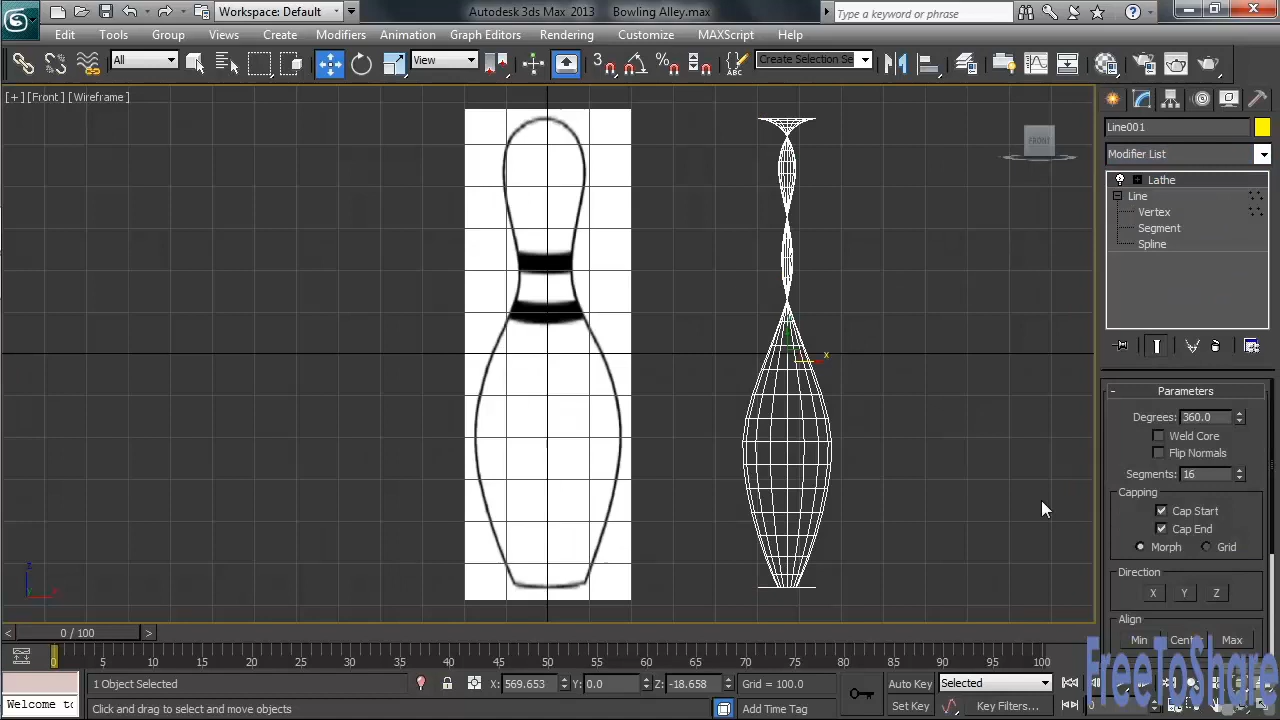 Workspace: Default
Autodesk 3ds Max 2013
Bowling Alley.max
Type a keyword or phrase
Edit Tools Group Views Create Modifiers Animation Graph Editors Rendering Customize MAXScript Help
All
View
3
Create Selection Se
[+] [Front] [Wireframe]
FRONT
x
Line001
Modifier List
Lathe
Line
Vertex
Segment
Spline
Parameters
Degrees: 360.0
Weld Core
Flip Normals
Segments: 16
Capping
Cap Start
Cap End
Morph Grid
Direction
X Y Z
Align
Min Max
< 0 / 100 >
0 5 10 15 20 25 30 35 40 45 50 55 60 65 70 75 80 85 90 95 100
FreeToShare
1 Object Selected
X: 569.653 Y: 0.0 Z: -18.658
Grid = 100.0
Auto Key
Selected
Welcome to
Click and drag to select and move objects
Add Time Tag
Set Key
Key Filters...